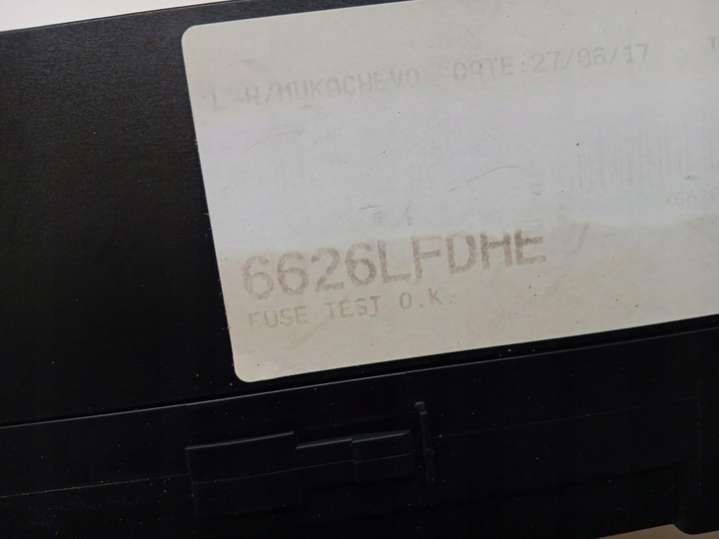 MUKACHEVO DATE:27/06/17
6626LFDHE
FUSE TEST O.K.